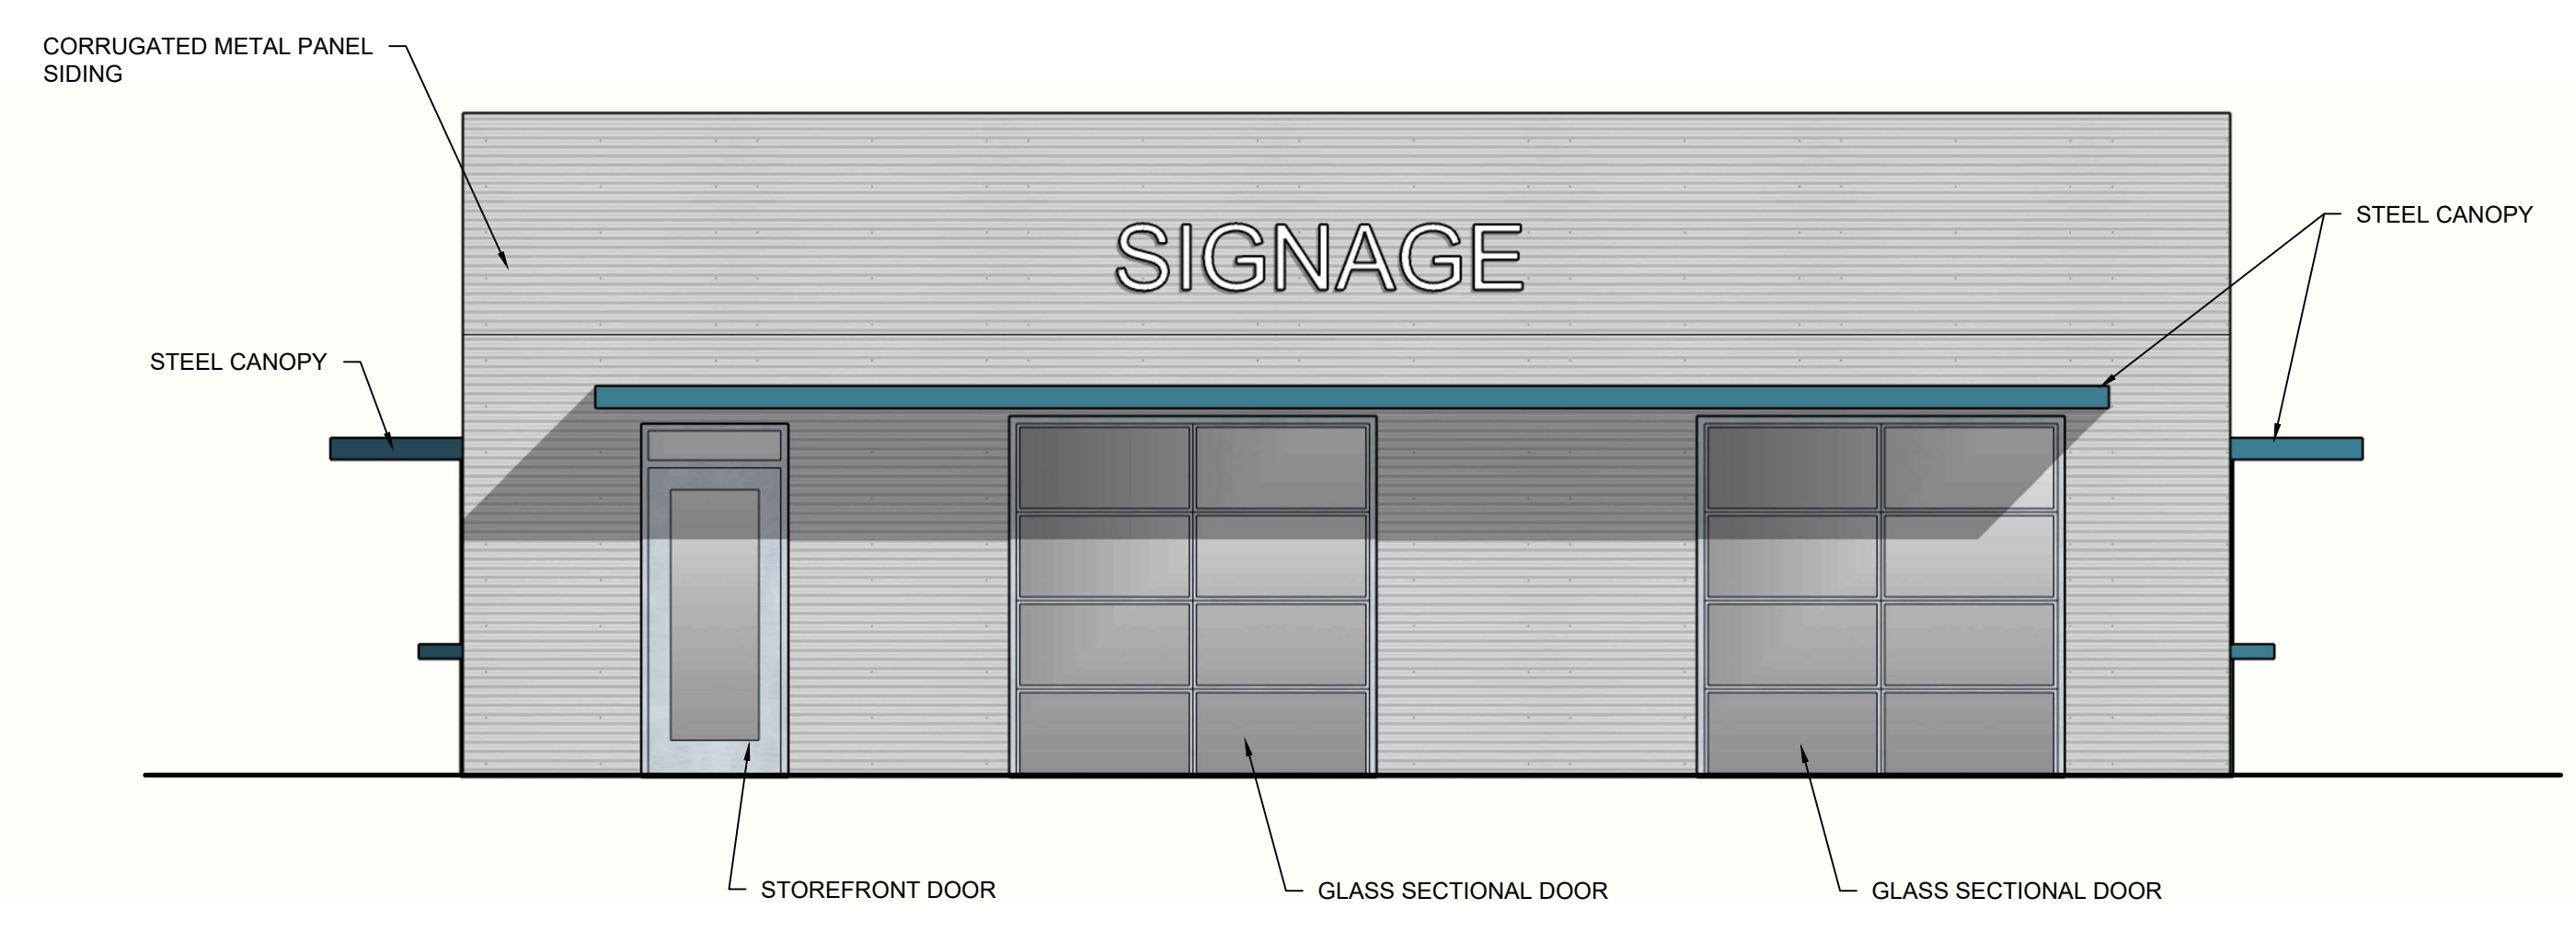 CORRUGATED METAL PANEL
SIDING
STEEL CANOPY
SIGNAGE
STEEL CANOPY
STOREFRONT DOOR
GLASS SECTIONAL DOOR
GLASS SECTIONAL DOOR